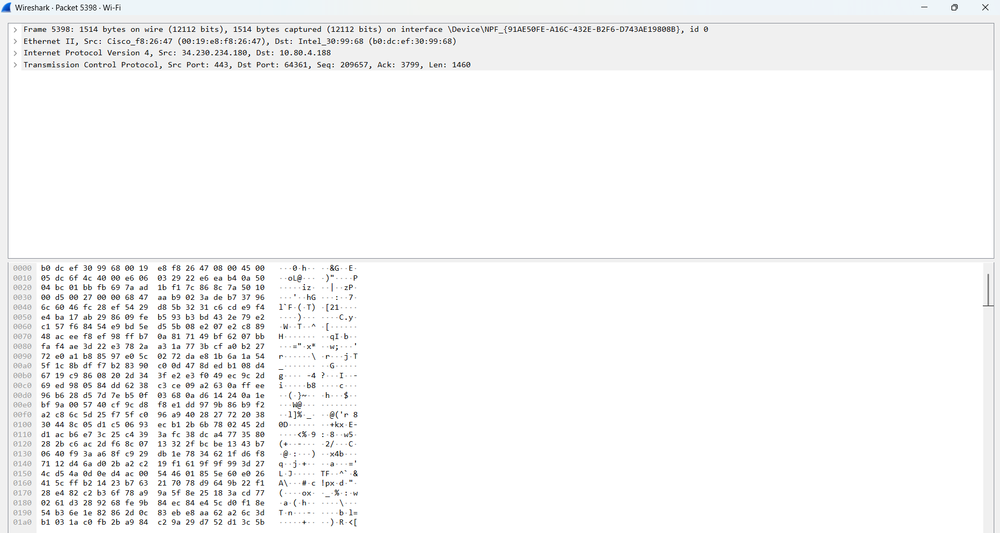 Wireshark · Packet 5398 · Wi-Fi
Frame 5398: 1514 bytes on wire (12112 bits), 1514 bytes captured (12112 bits) on interface \Device\NPF_{91AE50FE-A16C-432E-B2F6-D743AE19808B}, id 0
Ethernet II, Src: Cisco_f8:26:47 (00:19:e8:f8:26:47), Dst: Intel_30:99:68 (b0:dc:ef:30:99:68)
Internet Protocol Version 4, Src: 34.230.234.180, Dst: 10.80.4.188
Transmission Control Protocol, Src Port: 443, Dst Port: 64361, Seq: 209657, Ack: 3799, Len: 1460
0000 b0 dc ef 30 99 68 00 19 e8 f8 26 47 08 00 45 00 ···0·h·· ··&G··E·
0010 05 dc 6f 4c 40 00 e6 06 03 29 22 e6 ea b4 0a 50 ··oL@··· ·)"····P
0020 04 bc 01 bb fb 69 7a ad 1b f1 7c 86 8c 7a 50 10 ·····iz· ··|··zP·
0030 00 d5 00 27 00 00 68 47 aa b9 02 3a de b7 37 96 ···'··hG ···:··7·
0040 6c 60 46 fc 28 ef 54 29 d8 5b 32 31 c6 cd e9 f4 l`F·(·T) ·[21····
0050 e4 ba 17 ab 29 86 09 fe b5 93 b3 bd 43 2e 79 e2 ····)··· ····C.y·
0060 c1 57 f6 84 54 e9 bd 5e d5 5b 08 e2 07 e2 c8 89 ·W··T··^ ·[······
0070 48 ac ee f8 ef 98 ff b7 0a 81 71 49 bf 62 07 bb H······· ··qI·b··
0080 fa f4 ae 3d 22 e3 78 2a a3 1a 77 3b cf a0 b2 27 ···="·x* ··w;···'
0090 72 e0 a1 b8 85 97 e0 5c 02 72 da e8 1b 6a 1a 54 r······\ ·r···j·T
00a0 5f 1c 8b df f7 b2 83 90 c0 0d 47 8d ed b1 08 d4 _······· ··G·····
00b0 67 19 c9 86 08 20 2d 34 3f e2 e3 f0 49 ec 9c 2d g···· -4 ?···I··-
00c0 69 ed 98 05 84 dd 62 38 c3 ce 09 a2 63 0a ff ee i·····b8 ····c···
00d0 96 b6 28 d5 7d 7e b5 0f 03 68 0a d6 14 24 0a 1e ··(·}~·· ·h···$··
00e0 bf 9a 00 57 40 cf 9c d8 f8 e1 dd 97 9b 86 b9 f2 ···W@··· ········
00f0 a2 c8 6c 5d 25 f7 5f c0 96 a9 40 28 27 72 20 38 ··l]%·_· ··@('r 8
0100 30 44 8c 05 d1 c5 06 93 ec b1 2b 6b 78 02 45 2d 0D······ ··+kx·E-
0110 d1 ac b6 e7 3c 25 c4 39 3a fc 38 dc a4 77 35 80 ····<%·9 :·8··w5·
0120 28 2b c6 ac 2d f6 8c 07 13 32 2f bc be 13 43 b7 (+··-··· ·2/···C·
0130 06 40 f9 3a a6 8f c9 29 db 1e 78 34 62 1f d6 f8 ·@·:···) ··x4b···
0140 71 12 d4 6a d0 2b a2 c2 19 f1 61 9f 9f 99 3d 27 q··j·+·· ··a···='
0150 4c d5 4a 0d 0e d4 ac 00 54 46 01 85 5e 60 e0 26 L·J····· TF··^`·&
0160 41 5c ff b2 14 23 b7 63 21 70 78 d9 64 9b 22 f1 A\···#·c !px·d·"·
0170 28 e4 82 c2 b3 6f 78 a9 9a 5f 8e 25 18 3a cd 77 (····ox· ·_·%·:·w
0180 02 61 d3 28 92 68 fe 9b 84 ec 84 e4 5c d0 f1 8e ·a·(·h·· ····\···
0190 54 b3 6e 1e 82 86 2d 0c 83 eb e8 aa 62 a2 6c 3d T·n···-· ····b·l=
01a0 b1 03 1a c0 fb 2b a9 84 c2 9a 29 d7 52 d1 3c 5b ·····+·· ··)·R·<[